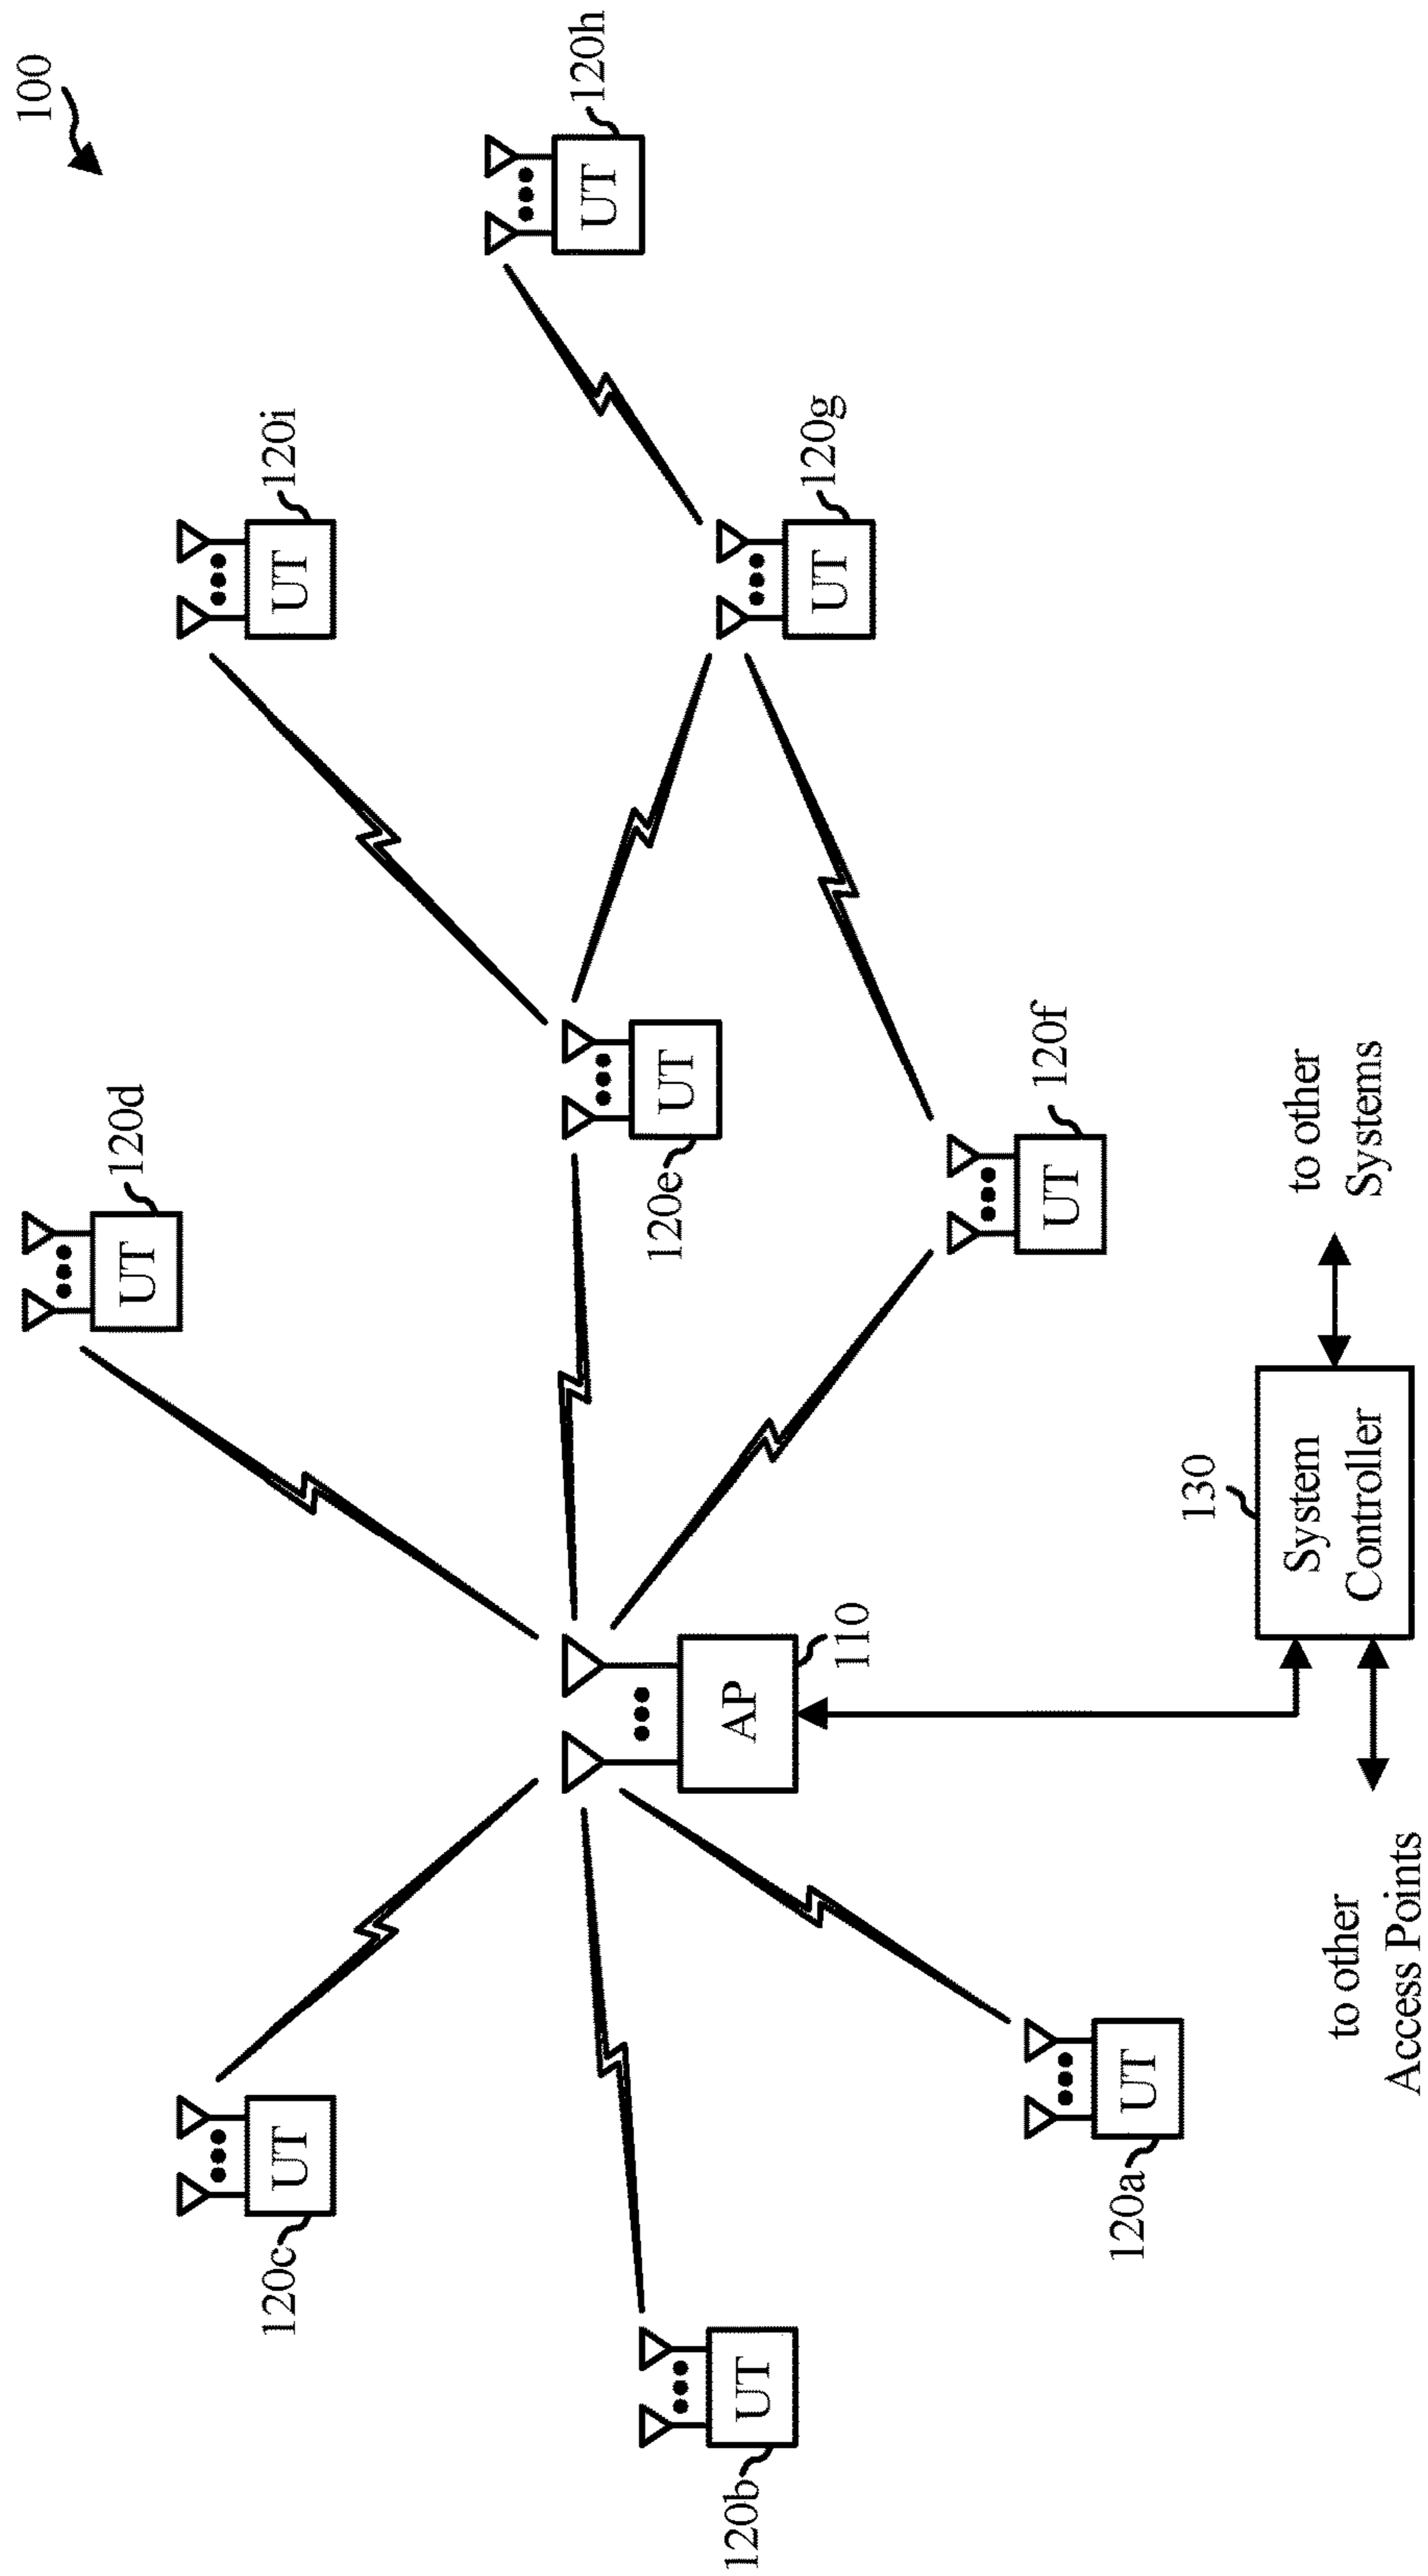 100
UT
120d
UT
120c
UT
120i
UT
120h
UT
120e
AP
110
UT
120b
UT
120g
UT
120f
UT
120a
130
System
Controller
to other
Systems
to other
Access Points